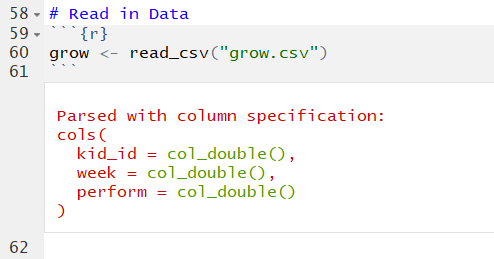 58 # Read in Data
59 ```{r}
60 grow <- read_csv("grow.csv")
61 ```
Parsed with column specification:
cols(
  kid_id = col_double(),
  week = col_double(),
  perform = col_double()
)
62